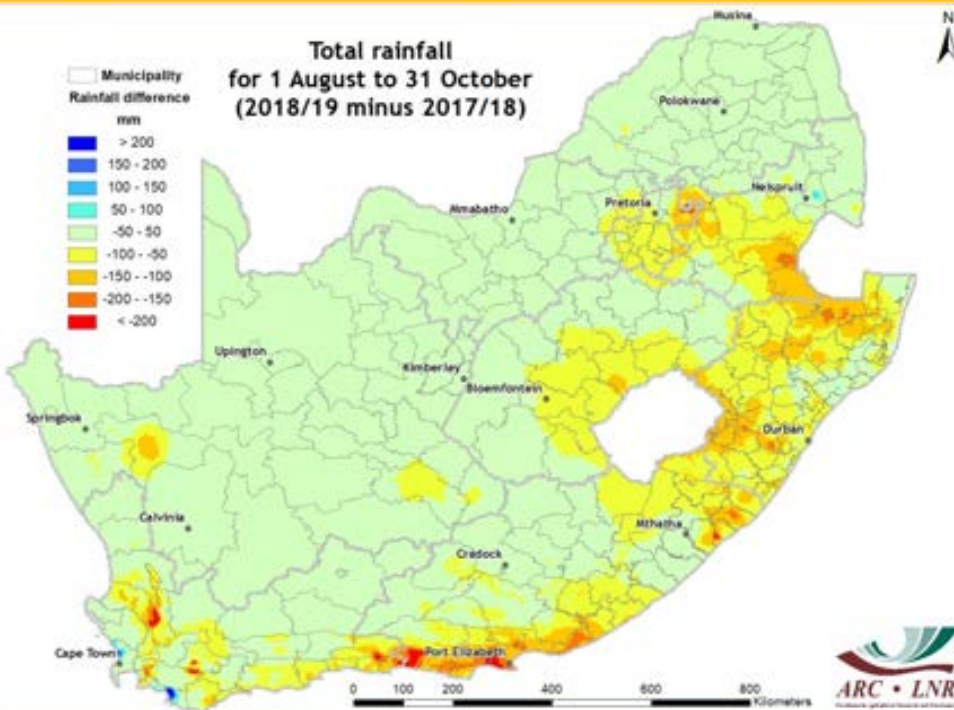 Total rainfall
for 1 August to 31 October
(2018/19 minus 2017/18)
N
Municipality
Rainfall difference
mm
> 200
150 - 200
100 - 150
50 - 100
-50 - 50
-100 - -50
-150 - -100
-200 - -150
< -200
Musina
Polokwane
Nelspruit
Pretoria
Mmabatho
Upington
Kimberley
Bloemfontein
Springbok
Durban
Calvinia
Mthatha
Cradock
Cape Town
Port Elizabeth
0 100 200 400 600 800
Kilometers
ARC • LNR